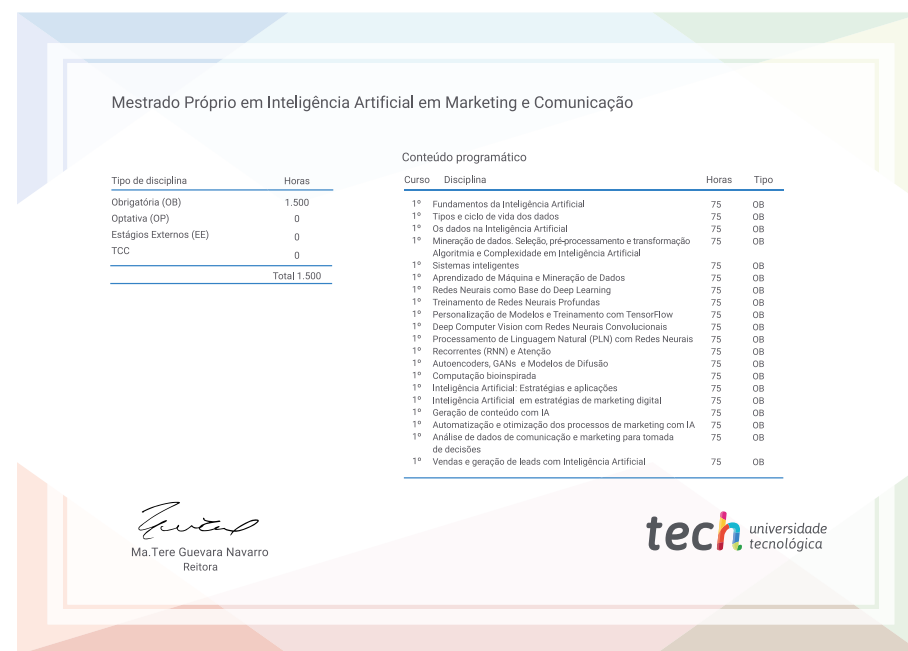 Mestrado Próprio em Inteligência Artificial em Marketing e Comunicação
Tipo de disciplina Horas
Obrigatória (OB) 1.500
Optativa (OP) 0
Estágios Externos (EE) 0
TCC 0
Total 1.500
Conteúdo programático
Curso Disciplina Horas Tipo
1º Fundamentos da Inteligência Artificial 75 OB
1º Tipos e ciclo de vida dos dados 75 OB
1º Os dados na Inteligência Artificial 75 OB
1º Mineração de dados. Seleção, pré-processamento e transformação 75 OB
Algoritmia e Complexidade em Inteligência Artificial
1º Sistemas inteligentes 75 OB
1º Aprendizado de Máquina e Mineração de Dados 75 OB
1º Redes Neurais como Base do Deep Learning 75 OB
1º Treinamento de Redes Neurais Profundas 75 OB
1º Personalização de Modelos e Treinamento com TensorFlow 75 OB
1º Deep Computer Vision com Redes Neurais Convolucionais 75 OB
1º Processamento de Linguagem Natural (PLN) com Redes Neurais 75 OB
1º Recorrentes (RNN) e Atenção 75 OB
1º Autoencoders, GANs e Modelos de Difusão 75 OB
1º Computação bioinspirada 75 OB
1º Inteligência Artificial: Estratégias e aplicações 75 OB
1º Inteligência Artificial em estratégias de marketing digital 75 OB
1º Geração de conteúdo com IA 75 OB
1º Automatização e otimização dos processos de marketing com IA 75 OB
1º Análise de dados de comunicação e marketing para tomada 75 OB
de decisões
1º Vendas e geração de leads com Inteligência Artificial 75 OB
Ma.Tere Guevara Navarro
Reitora
tech universidade
tecnológica